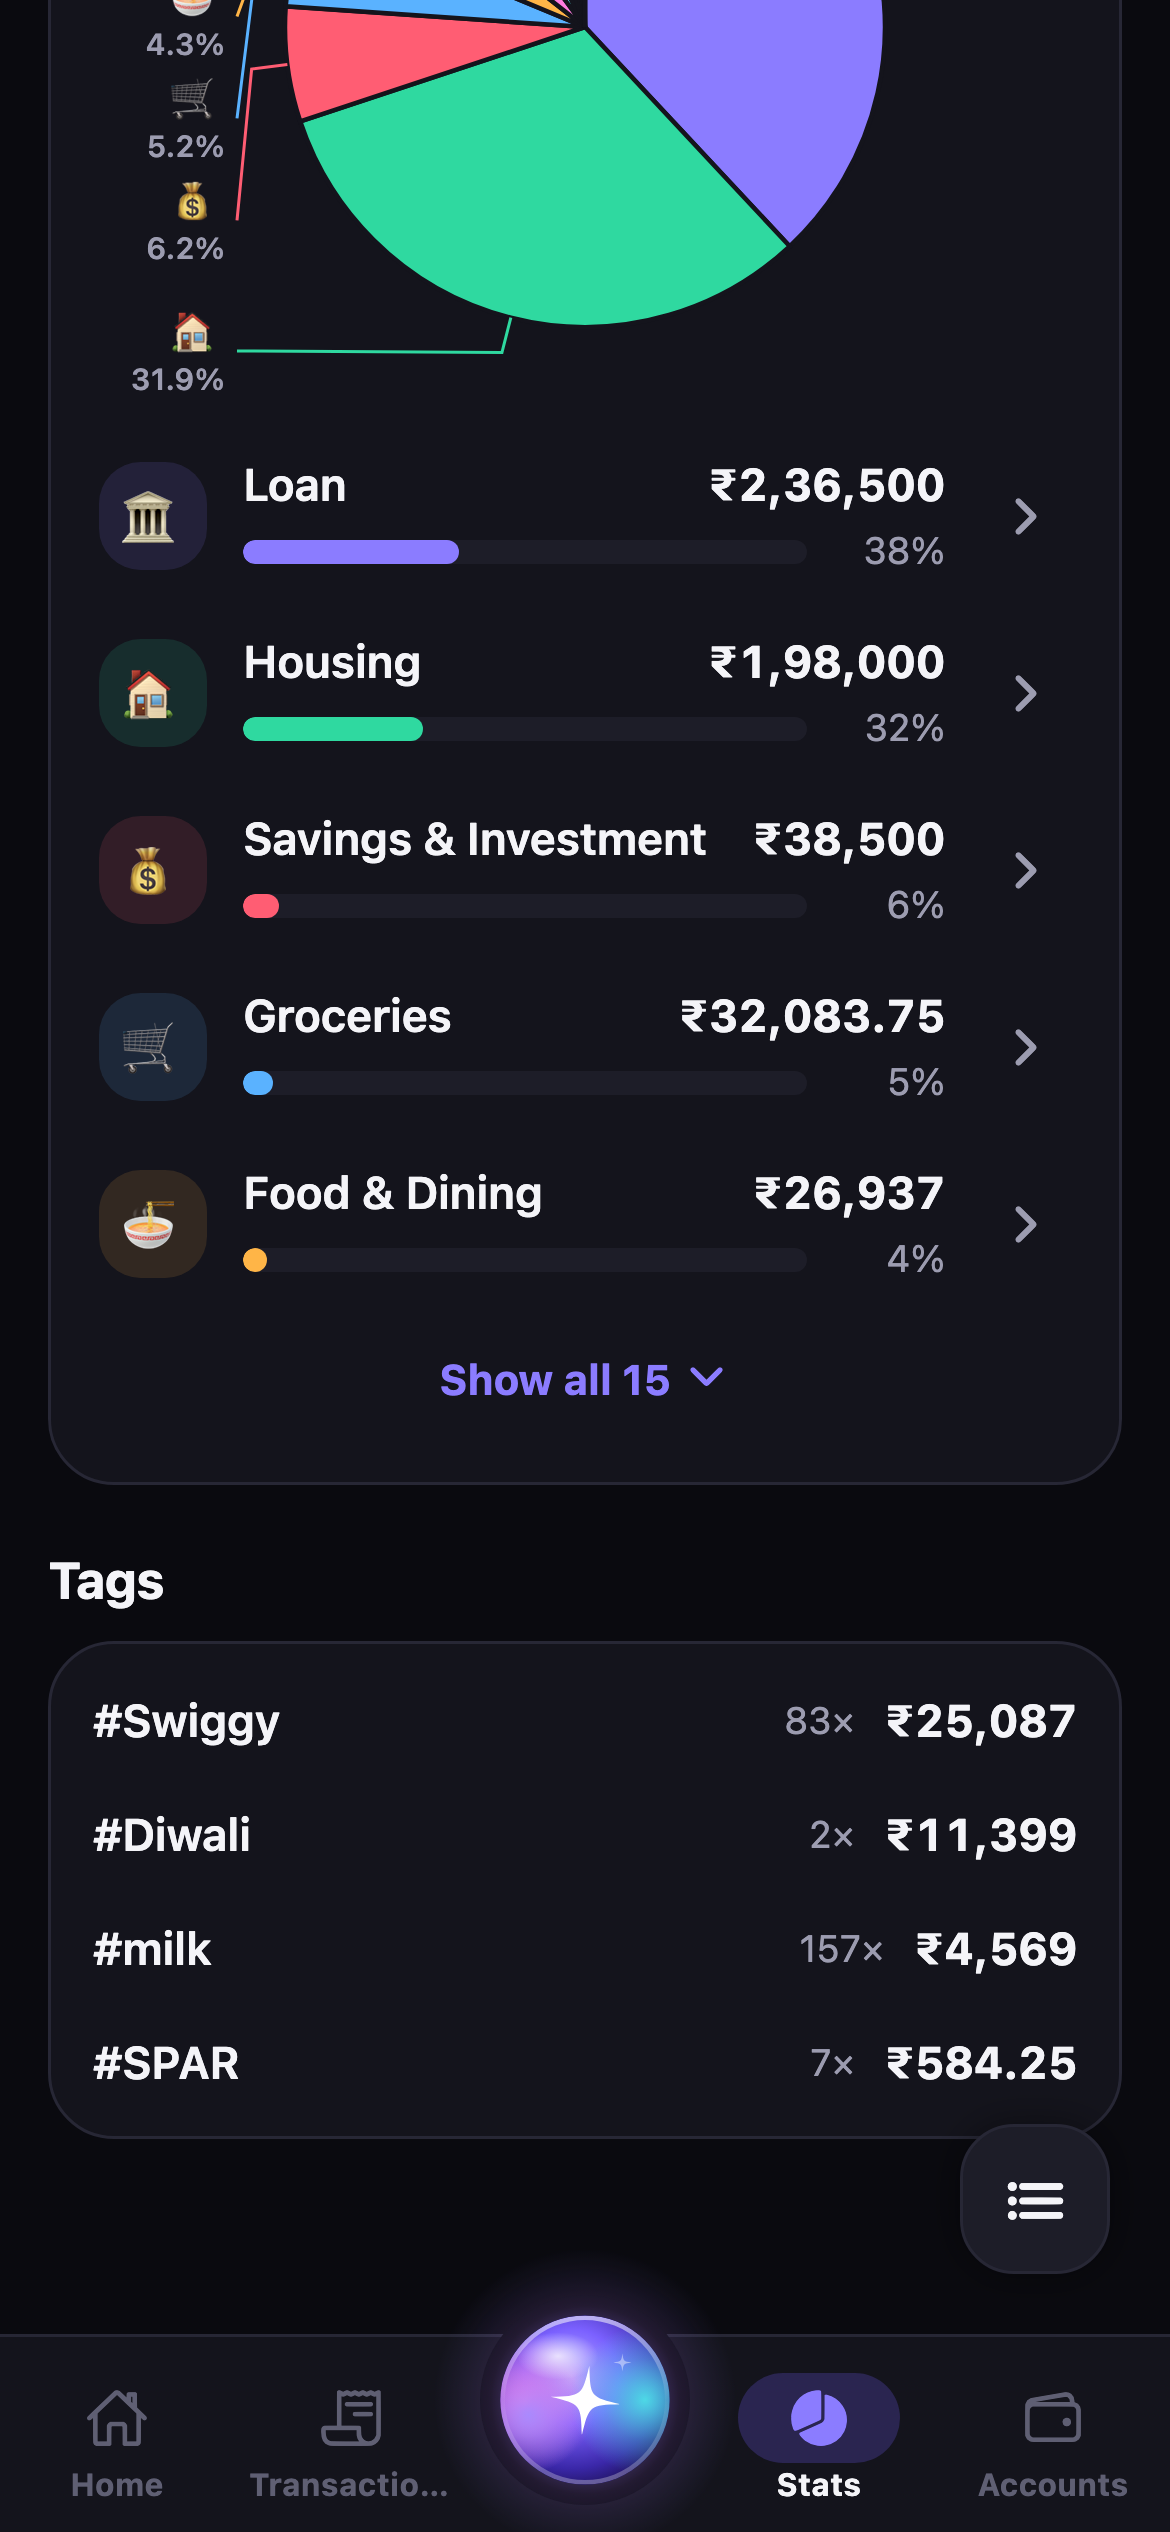 4.3%
5.2%
6.2%
31.9%
Loan ₹2,36,500
38%
Housing ₹1,98,000
32%
Savings & Investment ₹38,500
6%
Groceries ₹32,083.75
5%
Food & Dining ₹26,937
4%
Show all 15
Tags
#Swiggy 83× ₹25,087
#Diwali 2× ₹11,399
#milk 157× ₹4,569
#SPAR 7× ₹584.25
Home Transactio... Stats Accounts